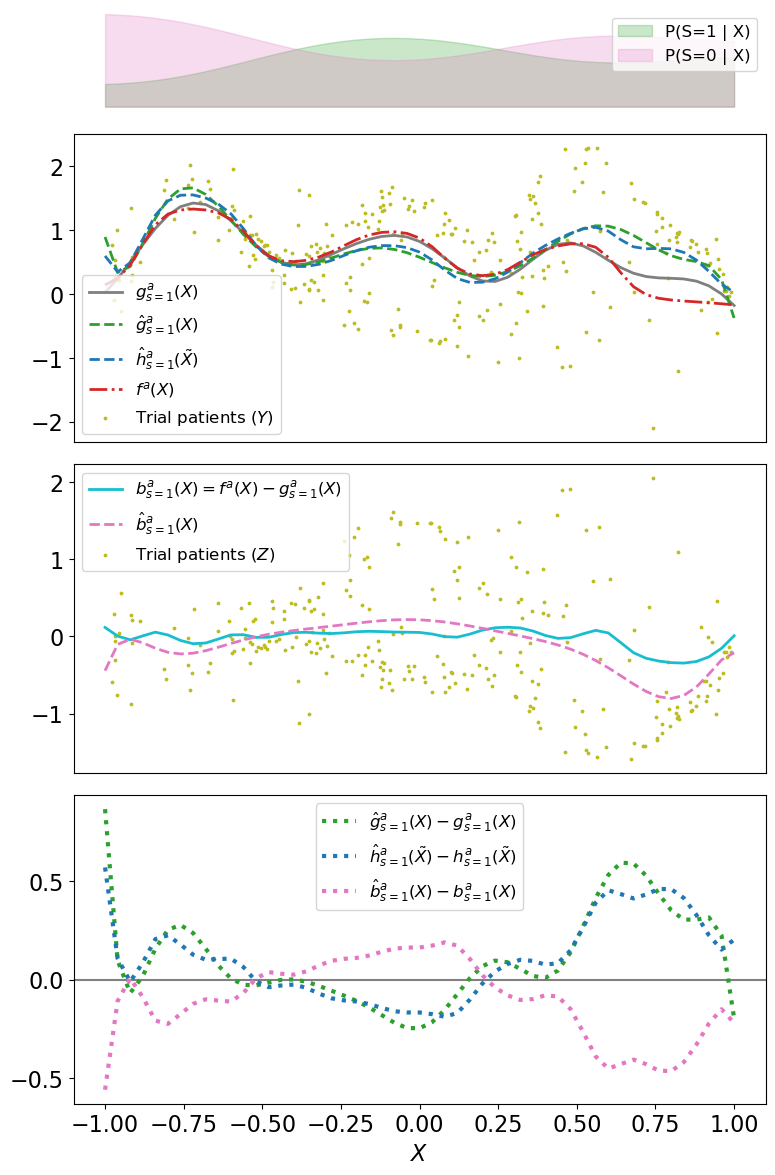 P(S=1 | X)
P(S=0 | X)
2
1
0
−1
−2
g^a_{s=1}(X)
ĝ^a_{s=1}(X)
ĥ^a_{s=1}(X̃)
f^a(X)
Trial patients (Y)
2
1
0
−1
b^a_{s=1}(X) = f^a(X) − g^a_{s=1}(X)
b̂^a_{s=1}(X)
Trial patients (Z)
0.5
0.0
−0.5
ĝ^a_{s=1}(X) − g^a_{s=1}(X)
ĥ^a_{s=1}(X̃) − h^a_{s=1}(X̃)
b̂^a_{s=1}(X) − b^a_{s=1}(X)
−1.00 −0.75 −0.50 −0.25 0.00 0.25 0.50 0.75 1.00
X